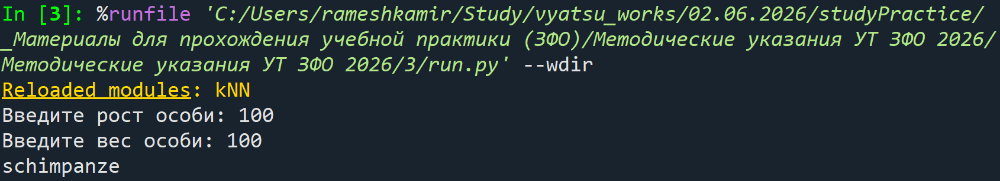 In [3]: %runfile 'C:/Users/rameshkamir/Study/vyatsu_works/02.06.2026/studyPractice/
_Материалы для прохождения учебной практики (ЗФО)/Методические указания УТ ЗФО 2026/
Методические указания УТ ЗФО 2026/3/run.py' --wdir
Reloaded modules: kNN
Введите рост особи: 100
Введите вес особи: 100
schimpanze